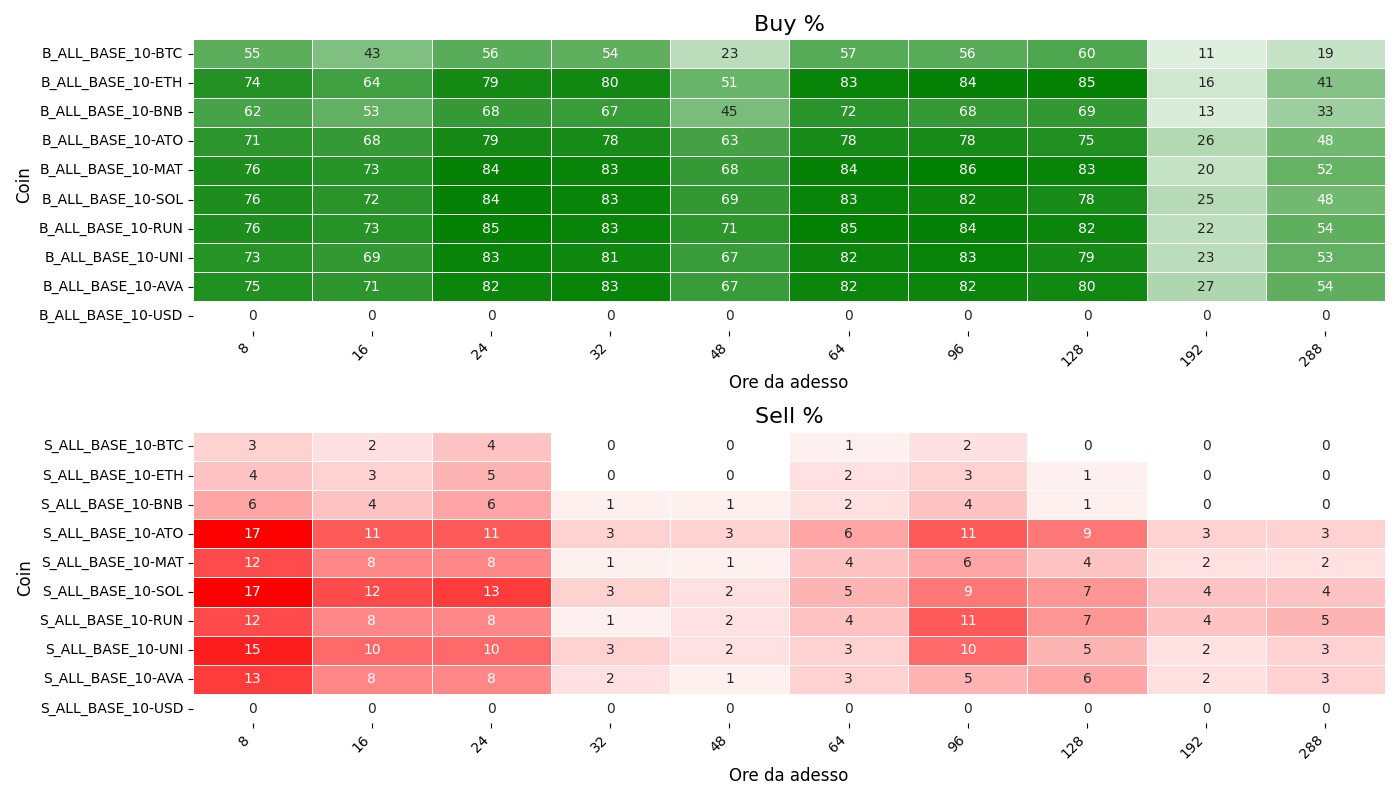 Buy %
Coin
B_ALL_BASE_10-BTC 55 43 56 54 23 57 56 60 11 19
B_ALL_BASE_10-ETH 74 64 79 80 51 83 84 85 16 41
B_ALL_BASE_10-BNB 62 53 68 67 45 72 68 69 13 33
B_ALL_BASE_10-ATO 71 68 79 78 63 78 78 75 26 48
B_ALL_BASE_10-MAT 76 73 84 83 68 84 86 83 20 52
B_ALL_BASE_10-SOL 76 72 84 83 69 83 82 78 25 48
B_ALL_BASE_10-RUN 76 73 85 83 71 85 84 82 22 54
B_ALL_BASE_10-UNI 73 69 83 81 67 82 83 79 23 53
B_ALL_BASE_10-AVA 75 71 82 83 67 82 82 80 27 54
B_ALL_BASE_10-USD 0 0 0 0 0 0 0 0 0 0
8 16 24 32 48 64 96 128 192 288
Ore da adesso
Sell %
Coin
S_ALL_BASE_10-BTC 3 2 4 0 0 1 2 0 0 0
S_ALL_BASE_10-ETH 4 3 5 0 0 2 3 1 0 0
S_ALL_BASE_10-BNB 6 4 6 1 1 2 4 1 0 0
S_ALL_BASE_10-ATO 17 11 11 3 3 6 11 9 3 3
S_ALL_BASE_10-MAT 12 8 8 1 1 4 6 4 2 2
S_ALL_BASE_10-SOL 17 12 13 3 2 5 9 7 4 4
S_ALL_BASE_10-RUN 12 8 8 1 2 4 11 7 4 5
S_ALL_BASE_10-UNI 15 10 10 3 2 3 10 5 2 3
S_ALL_BASE_10-AVA 13 8 8 2 1 3 5 6 2 3
S_ALL_BASE_10-USD 0 0 0 0 0 0 0 0 0 0
8 16 24 32 48 64 96 128 192 288
Ore da adesso